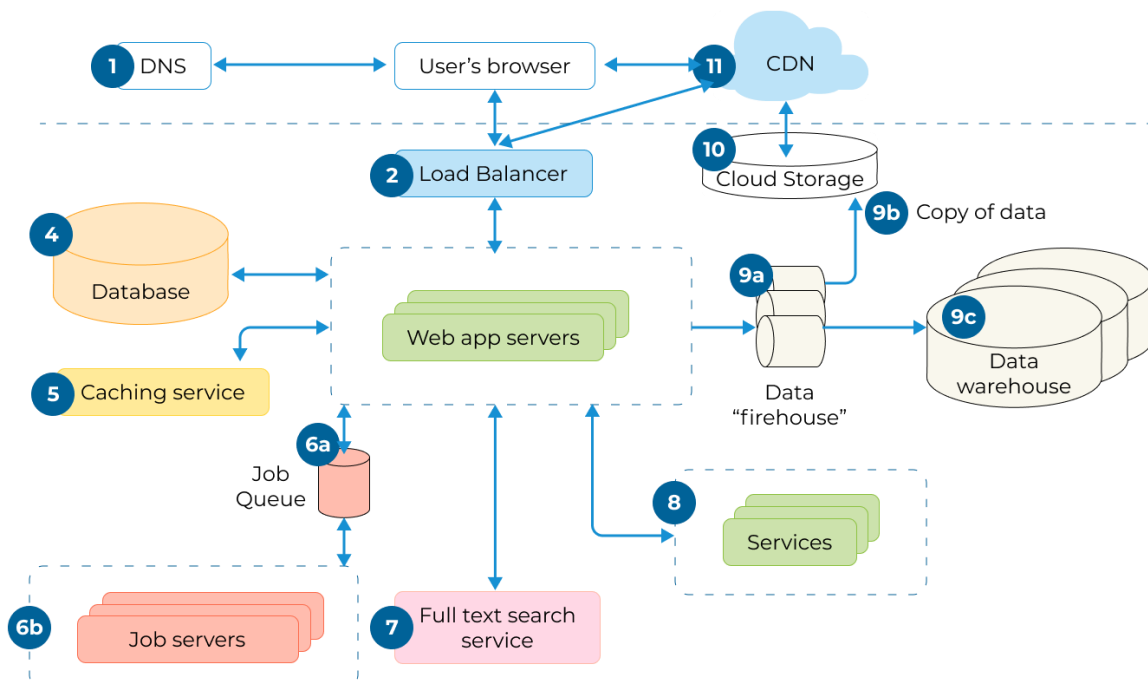 1
DNS
User's browser
11
CDN
2
Load Balancer
10
Cloud Storage
9b
Copy of data
4
Database
9a
9c
Web app servers
Data
warehouse
5
Caching service
Data
“firehouse”
6a
Job
Queue
8
Services
6b
Job servers
7
Full text search
service